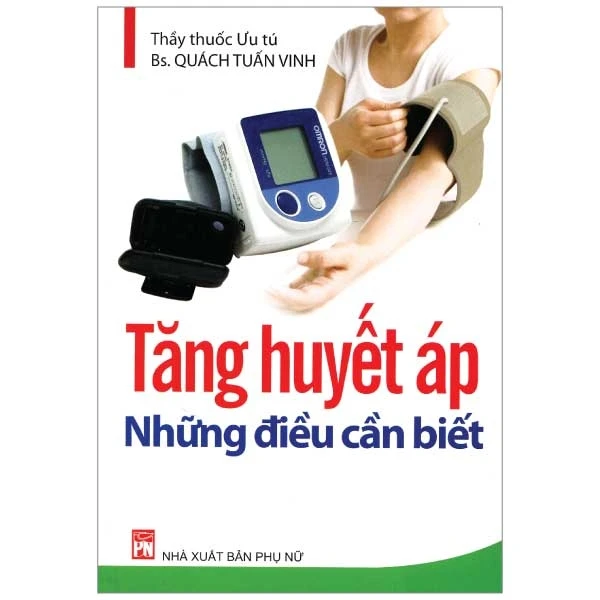 Thầy thuốc Ưu tú
Bs. QUÁCH TUẤN VINH
OMRON
Tăng huyết áp
Những điều cần biết
PN
NHÀ XUẤT BẢN PHỤ NỮ